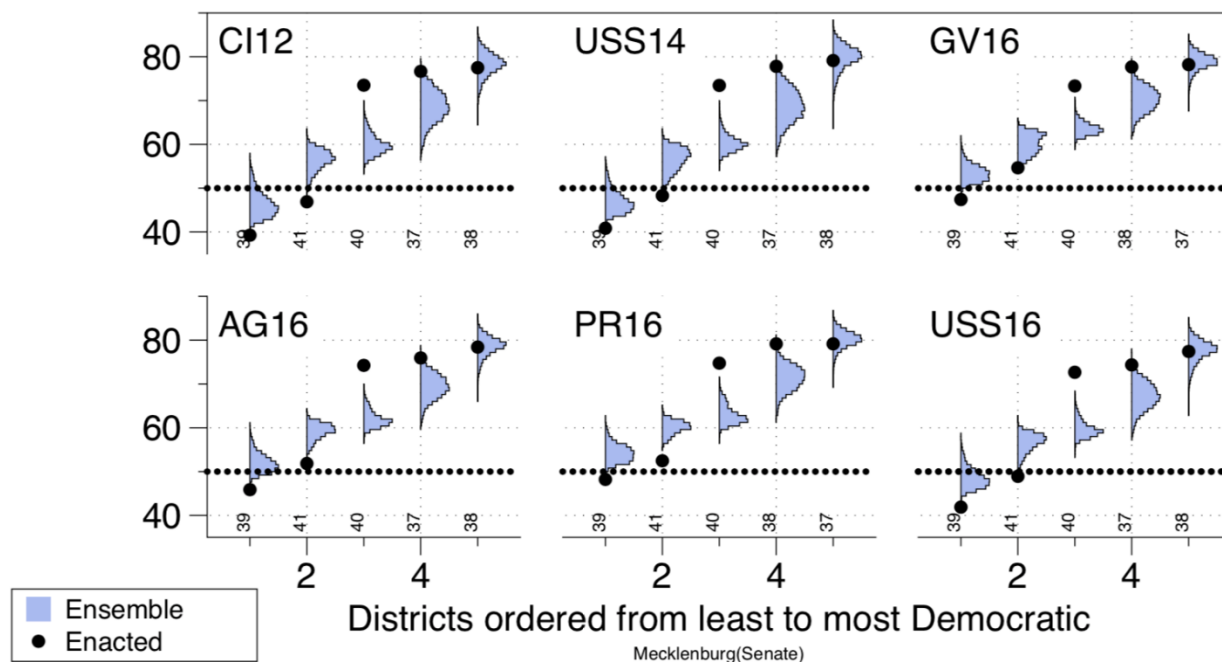 CI12 USS14 GV16
80
60
40
39 41 40 37 38 39 41 40 37 38 39 41 40 38 37
AG16 PR16 USS16
80
60
40
39 41 40 37 38 39 41 40 38 37 39 41 40 37 38
2 4 2 4 2 4
Ensemble
Enacted
Districts ordered from least to most Democratic
Mecklenburg(Senate)